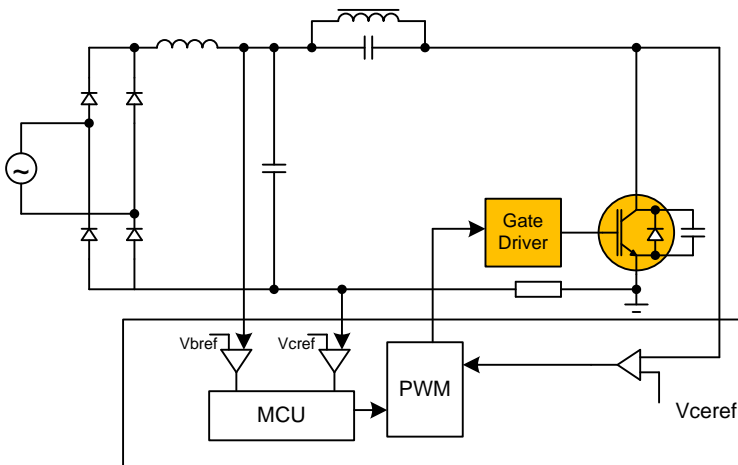 ~
Gate
Driver
Vbref
Vcref
PWM
MCU
Vceref